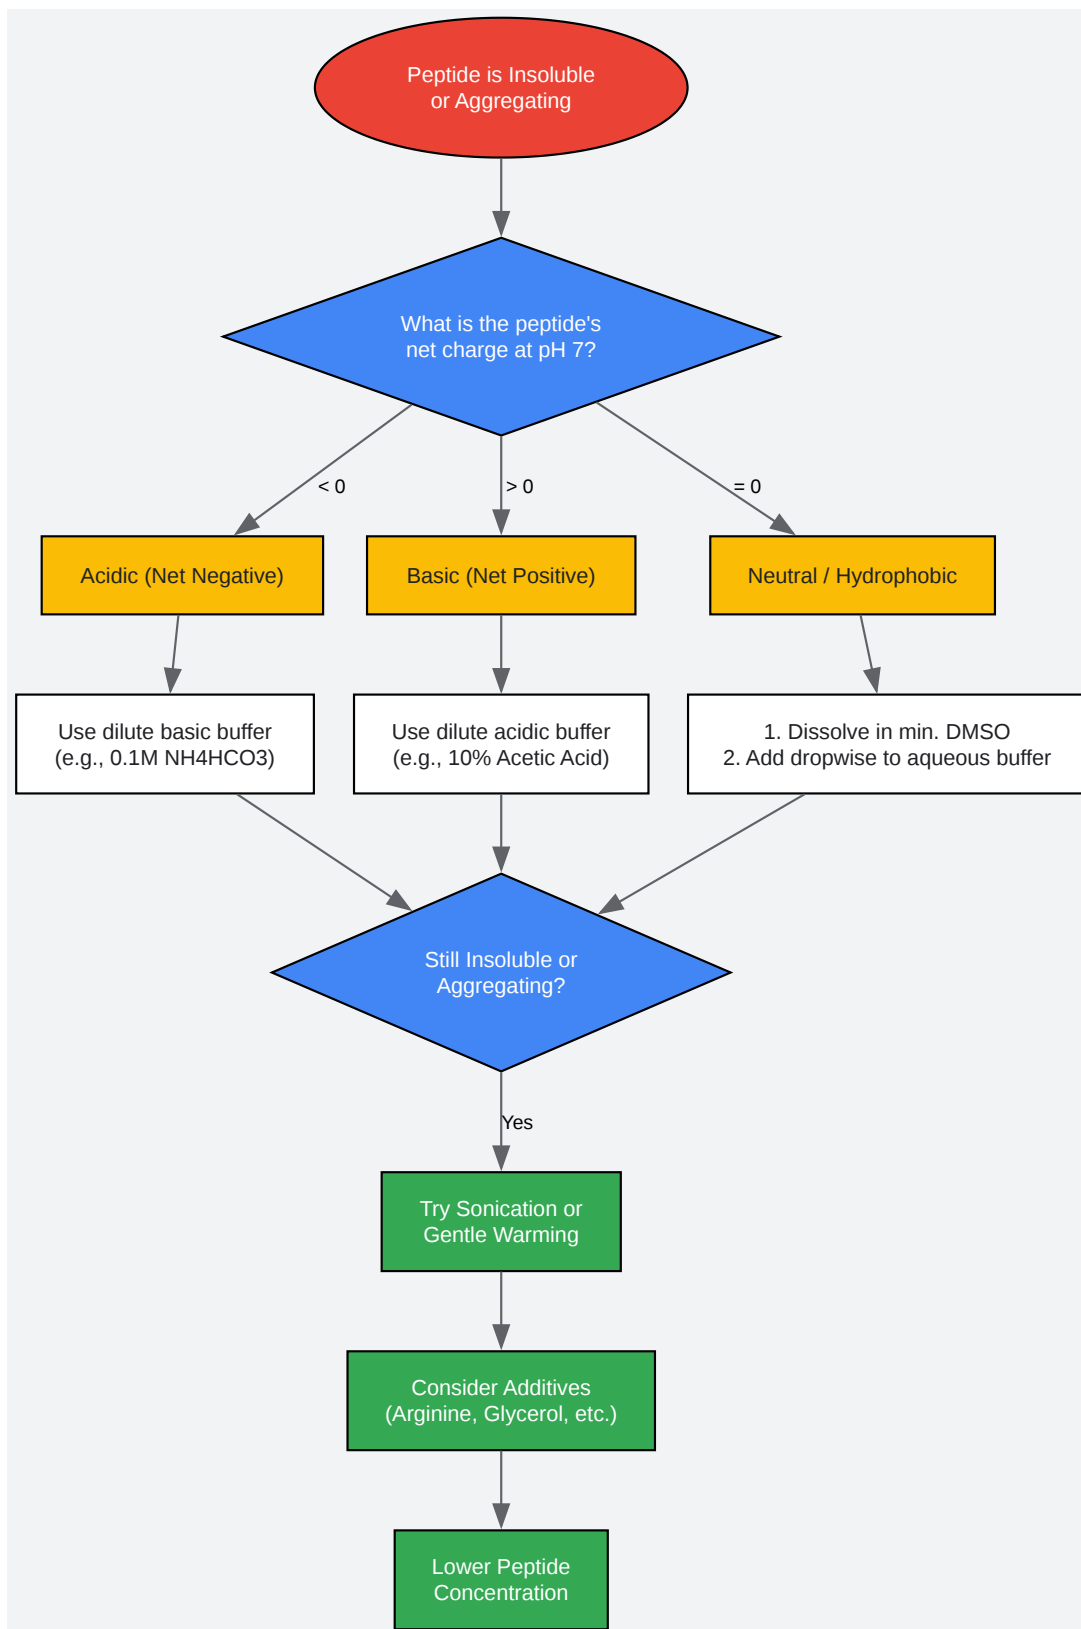 Peptide is Insoluble
or Aggregating
What is the peptide's
net charge at pH 7?
< 0
> 0
= 0
Acidic (Net Negative)
Basic (Net Positive)
Neutral / Hydrophobic
Use dilute basic buffer
(e.g., 0.1M NH4HCO3)
Use dilute acidic buffer
(e.g., 10% Acetic Acid)
1. Dissolve in min. DMSO
2. Add dropwise to aqueous buffer
Still Insoluble or
Aggregating?
Yes
Try Sonication or
Gentle Warming
Consider Additives
(Arginine, Glycerol, etc.)
Lower Peptide
Concentration